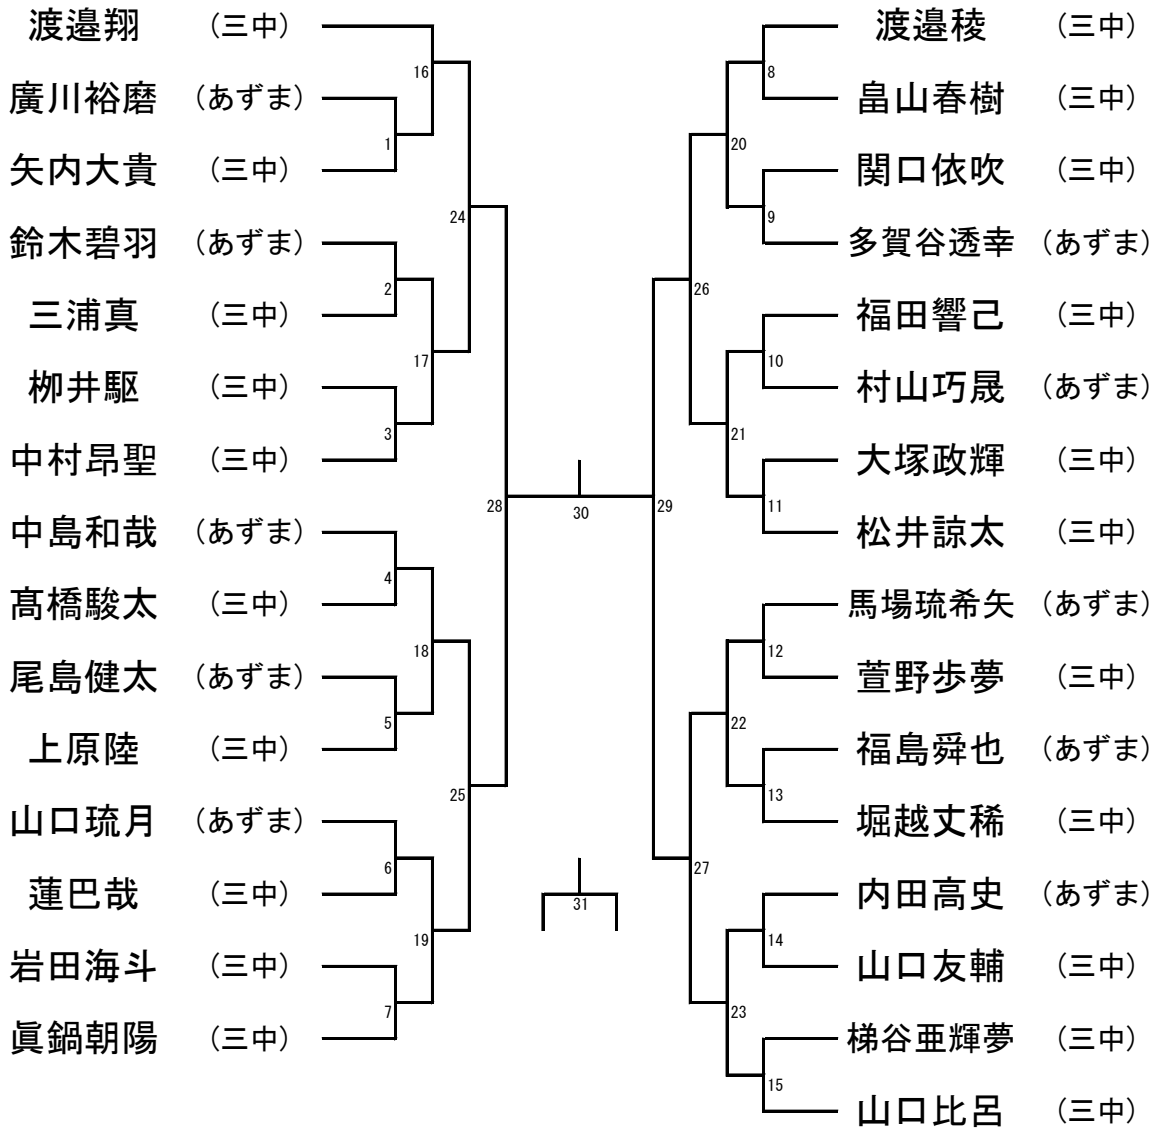 渡邉翔 (三中)
廣川裕磨 (あずま)
矢内大貴 (三中)
鈴木碧羽 (あずま)
三浦真 (三中)
栁井駆 (三中)
中村昂聖 (三中)
中島和哉 (あずま)
髙橋駿太 (三中)
尾島健太 (あずま)
上原陸 (三中)
山口琉月 (あずま)
蓮巴哉 (三中)
岩田海斗 (三中)
眞鍋朝陽 (三中)
1
2
3
4
5
6
7
16
17
18
19
24
25
28
30
31
29
26
27
20
21
22
23
8
9
10
11
12
13
14
15
渡邉稜 (三中)
畠山春樹 (三中)
関口依吹 (三中)
多賀谷透幸 (あずま)
福田響己 (三中)
村山巧晟 (あずま)
大塚政輝 (三中)
松井諒太 (三中)
馬場琉希矢 (あずま)
萱野歩夢 (三中)
福島舜也 (あずま)
堀越丈稀 (三中)
内田高史 (あずま)
山口友輔 (三中)
梯谷亜輝夢 (三中)
山口比呂 (三中)